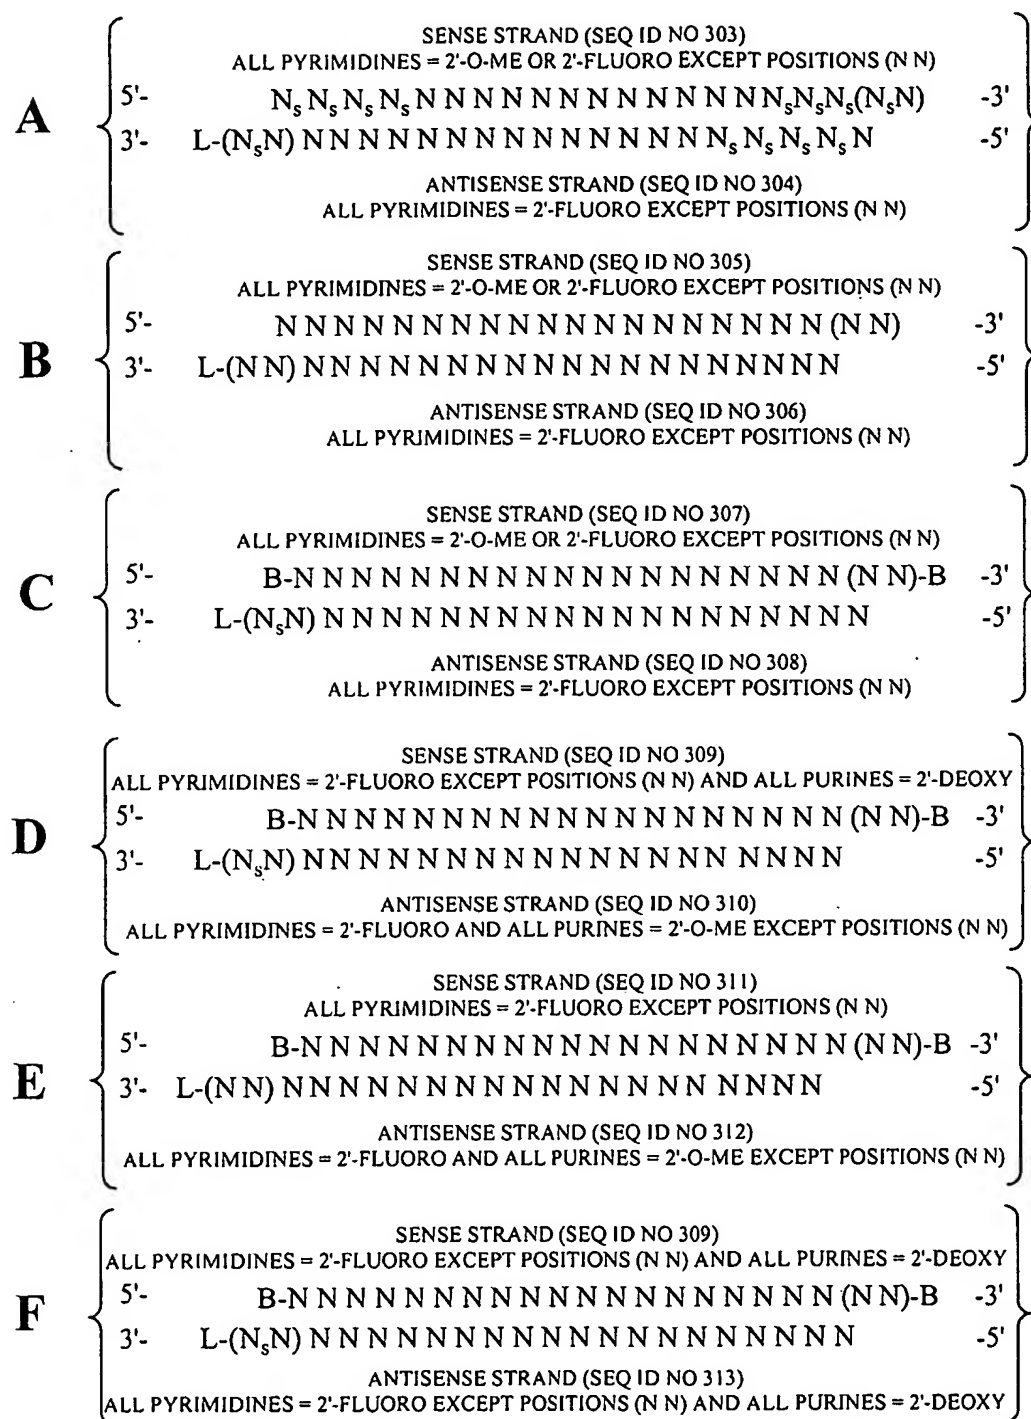 SENSE STRAND (SEQ ID NO 303)
ALL PYRIMIDINES = 2'-O-ME OR 2'-FLUORO EXCEPT POSITIONS (N N)
A
5'- NsNsNsNsN N N N N N N N N N N NNsNsNs(NsN) -3'
3'- L-(NsN) N N N N N N N N N N N N N N Ns Ns Ns Ns N -5'
ANTISENSE STRAND (SEQ ID NO 304)
ALL PYRIMIDINES = 2'-FLUORO EXCEPT POSITIONS (N N)
SENSE STRAND (SEQ ID NO 305)
ALL PYRIMIDINES = 2'-O-ME OR 2'-FLUORO EXCEPT POSITIONS (N N)
B
5'- N N N N N N N N N N N N N N N N N N N (N N) -3'
3'- L-(N N) N N N N N N N N N N N N N N N N N N N -5'
ANTISENSE STRAND (SEQ ID NO 306)
ALL PYRIMIDINES = 2'-FLUORO EXCEPT POSITIONS (N N)
SENSE STRAND (SEQ ID NO 307)
ALL PYRIMIDINES = 2'-O-ME OR 2'-FLUORO EXCEPT POSITIONS (N N)
C
5'- B-N N N N N N N N N N N N N N N N N N N (N N)-B -3'
3'- L-(NsN) N N N N N N N N N N N N N N N N N N N -5'
ANTISENSE STRAND (SEQ ID NO 308)
ALL PYRIMIDINES = 2'-FLUORO EXCEPT POSITIONS (N N)
SENSE STRAND (SEQ ID NO 309)
ALL PYRIMIDINES = 2'-FLUORO EXCEPT POSITIONS (N N) AND ALL PURINES = 2'-DEOXY
D
5'- B-N N N N N N N N N N N N N N N N N N N (N N)-B -3'
3'- L-(NsN) N N N N N N N N N N N N N N N N N N N -5'
ANTISENSE STRAND (SEQ ID NO 310)
ALL PYRIMIDINES = 2'-FLUORO AND ALL PURINES = 2'-O-ME EXCEPT POSITIONS (N N)
SENSE STRAND (SEQ ID NO 311)
ALL PYRIMIDINES = 2'-FLUORO EXCEPT POSITIONS (N N)
E
5'- B-N N N N N N N N N N N N N N N N N N N (N N)-B -3'
3'- L-(N N) N N N N N N N N N N N N N N N N N N N -5'
ANTISENSE STRAND (SEQ ID NO 312)
ALL PYRIMIDINES = 2'-FLUORO AND ALL PURINES = 2'-O-ME EXCEPT POSITIONS (N N)
SENSE STRAND (SEQ ID NO 309)
ALL PYRIMIDINES = 2'-FLUORO EXCEPT POSITIONS (N N) AND ALL PURINES = 2'-DEOXY
F
5'- B-N N N N N N N N N N N N N N N N N N N (N N)-B -3'
3'- L-(NsN) N N N N N N N N N N N N N N N N N N N -5'
ANTISENSE STRAND (SEQ ID NO 313)
ALL PYRIMIDINES = 2'-FLUORO EXCEPT POSITIONS (N N) AND ALL PURINES = 2'-DEOXY